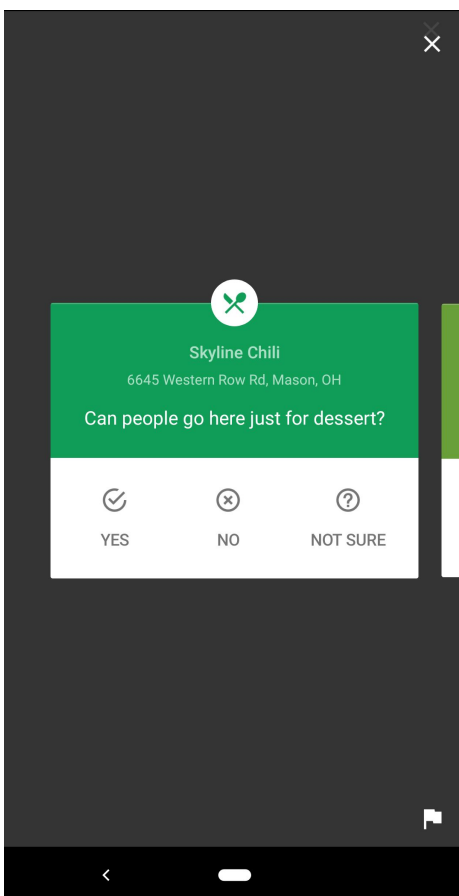 Skyline Chili
6645 Western Row Rd, Mason, OH
Can people go here just for dessert?
YES NO NOT SURE